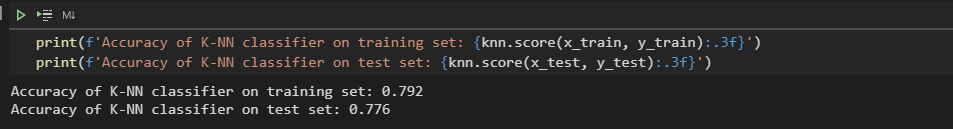 M↓
print(f'Accuracy of K-NN classifier on training set: {knn.score(x_train, y_train):.3f}')
print(f'Accuracy of K-NN classifier on test set: {knn.score(x_test, y_test):.3f}')
Accuracy of K-NN classifier on training set: 0.792
Accuracy of K-NN classifier on test set: 0.776